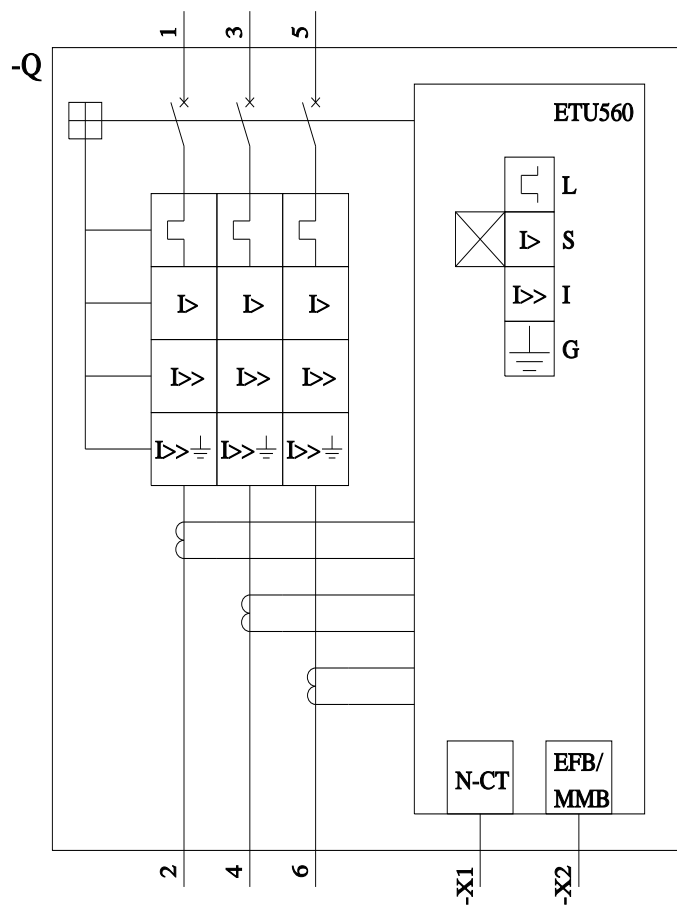 1 3 5
-Q
ETU560
L
I> S
I> I> I> I>> I
I>> I>> I>> G
I>> I>> I>>
N-CT EFB/
MMB
2 4 6 -X1 -X2